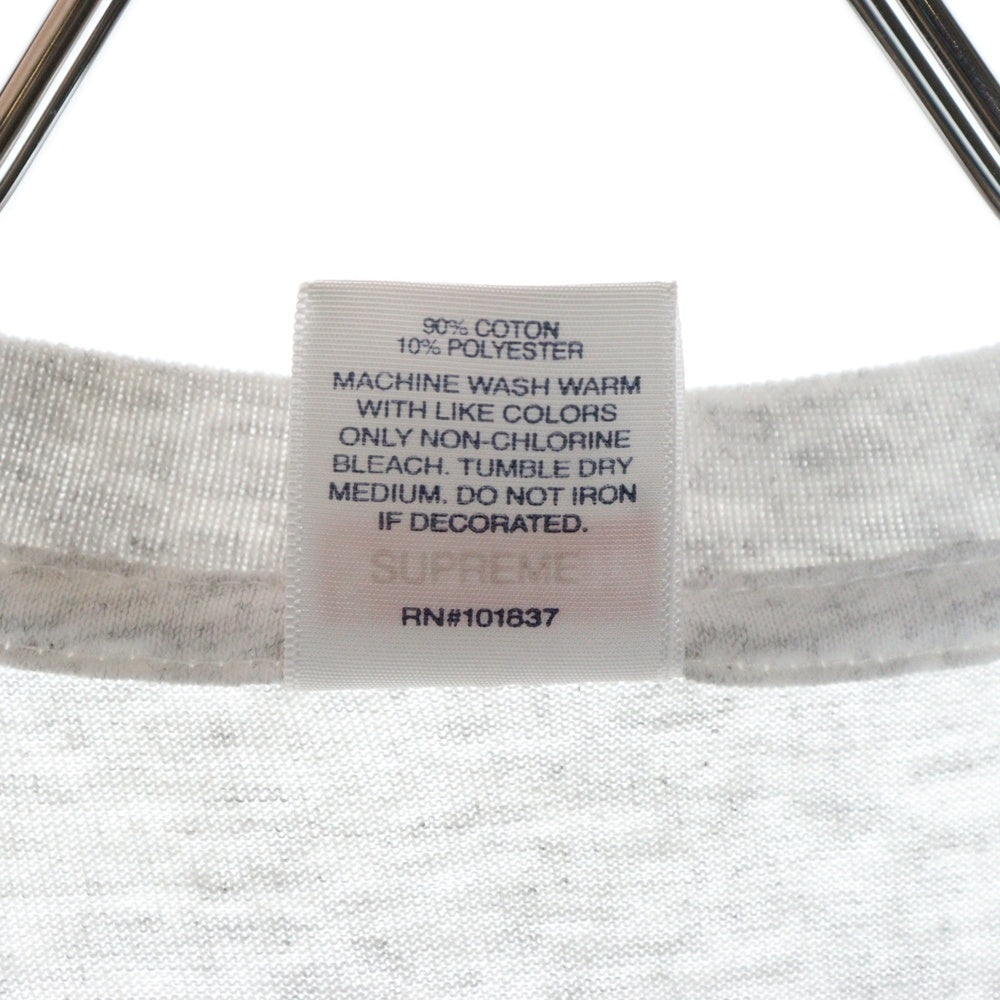 90% COTON
10% POLYESTER
MACHINE WASH WARM
WITH LIKE COLORS
ONLY NON-CHLORINE
BLEACH. TUMBLE DRY
MEDIUM. DO NOT IRON
IF DECORATED.
SUPREME
RN#101837